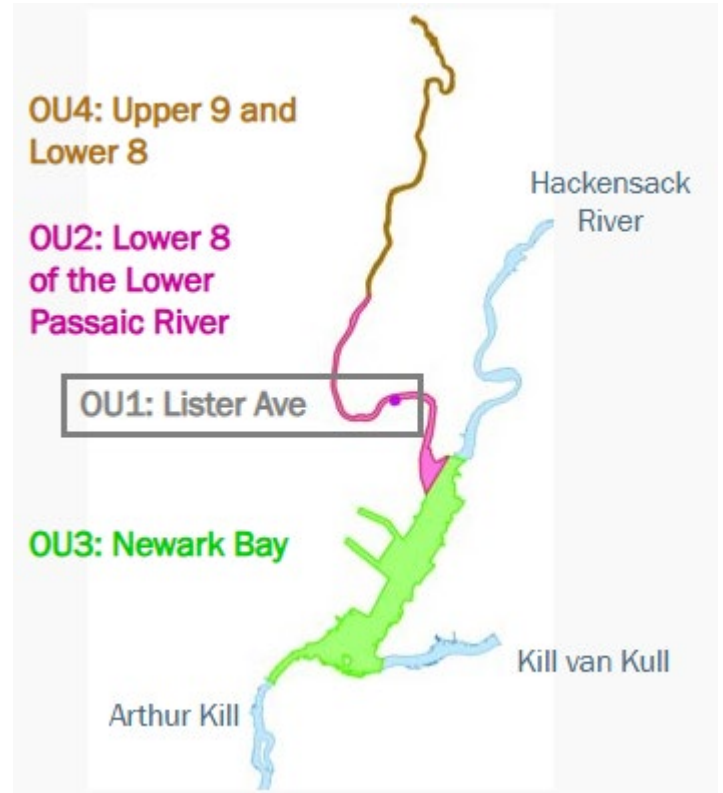 OU4: Upper 9 and
Lower 8
Hackensack
River
OU2: Lower 8
of the Lower
Passaic River
OU1: Lister Ave
OU3: Newark Bay
Kill van Kull
Arthur Kill